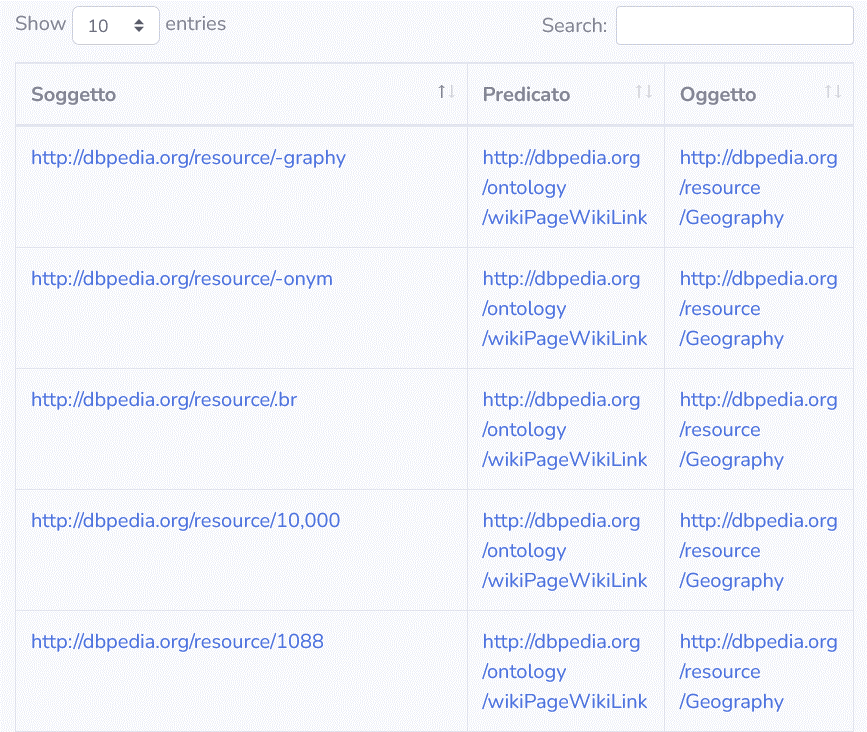 Show 10 entries Search:
Soggetto Predicato Oggetto
http://dbpedia.org/resource/-graphy http://dbpedia.org http://dbpedia.org
/ontology /resource
/wikiPageWikiLink /Geography
http://dbpedia.org/resource/-onym http://dbpedia.org http://dbpedia.org
/ontology /resource
/wikiPageWikiLink /Geography
http://dbpedia.org/resource/.br http://dbpedia.org http://dbpedia.org
/ontology /resource
/wikiPageWikiLink /Geography
http://dbpedia.org/resource/10,000 http://dbpedia.org http://dbpedia.org
/ontology /resource
/wikiPageWikiLink /Geography
http://dbpedia.org/resource/1088 http://dbpedia.org http://dbpedia.org
/ontology /resource
/wikiPageWikiLink /Geography